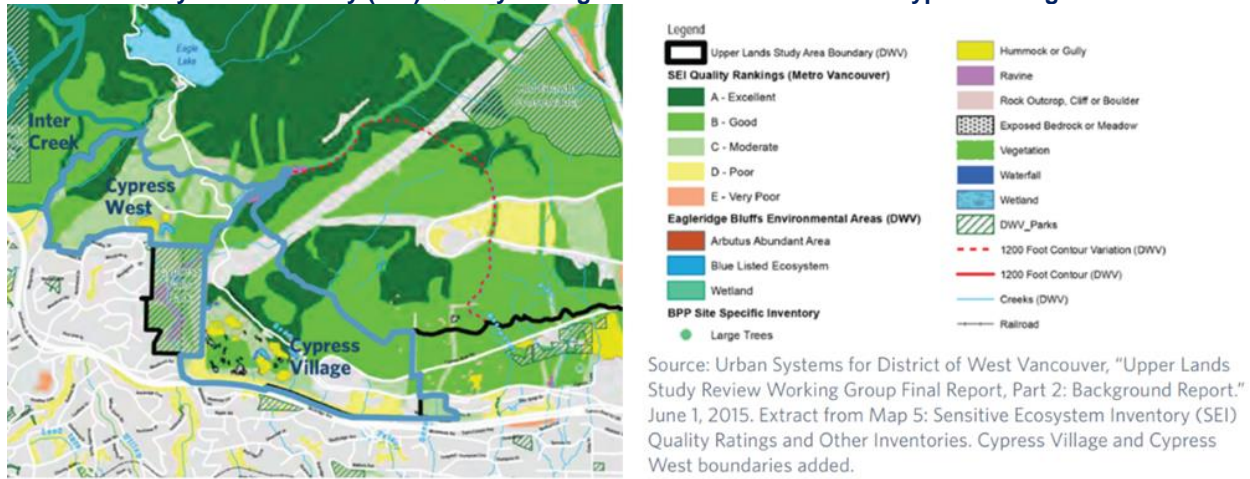 Eagle
Lake
Inter
Creek
Cypress
West
Cypress
Village
Legend
Upper Lands Study Area Boundary (DWV)
SEI Quality Rankings (Metro Vancouver)
A - Excellent
B - Good
C - Moderate
D - Poor
E - Very Poor
Eagleridge Bluffs Environmental Areas (DWV)
Arbutus Abundant Area
Blue Listed Ecosystem
Wetland
BPP Site Specific Inventory
Large Trees
Hummock or Gully
Ravine
Rock Outcrop, Cliff or Boulder
Exposed Bedrock or Meadow
Vegetation
Waterfall
Wetland
DWV_Parks
1200 Foot Contour Variation (DWV)
1200 Foot Contour (DWV)
Creeks (DWV)
Railroad
Source: Urban Systems for District of West Vancouver, “Upper Lands
Study Review Working Group Final Report, Part 2: Background Report.”
June 1, 2015. Extract from Map 5: Sensitive Ecosystem Inventory (SEI)
Quality Ratings and Other Inventories. Cypress Village and Cypress
West boundaries added.